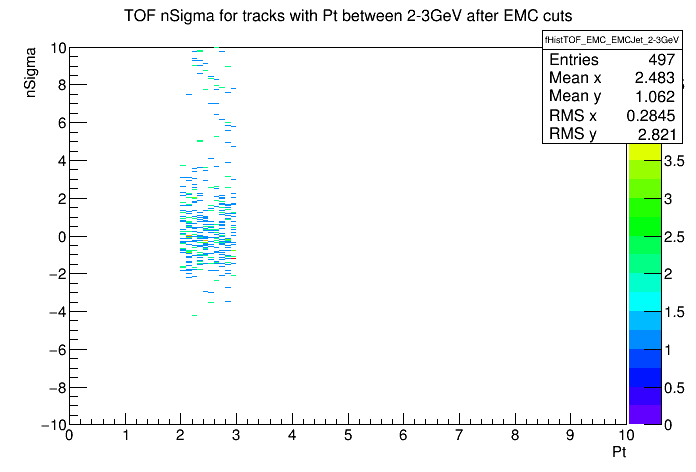 TOF nSigma for tracks with Pt between 2-3GeV after EMC cuts
fHistTOF_EMC_EMCJet_2-3GeV
Entries 497
Mean x 2.483
Mean y 1.062
RMS x 0.2845
RMS y 2.821
nSigma
10
8
6
4
2
0
−2
−4
−6
−8
−10
0 1 2 3 4 5 6 7 8 9 10
Pt
3.5
3
2.5
2
1.5
1
0.5
0